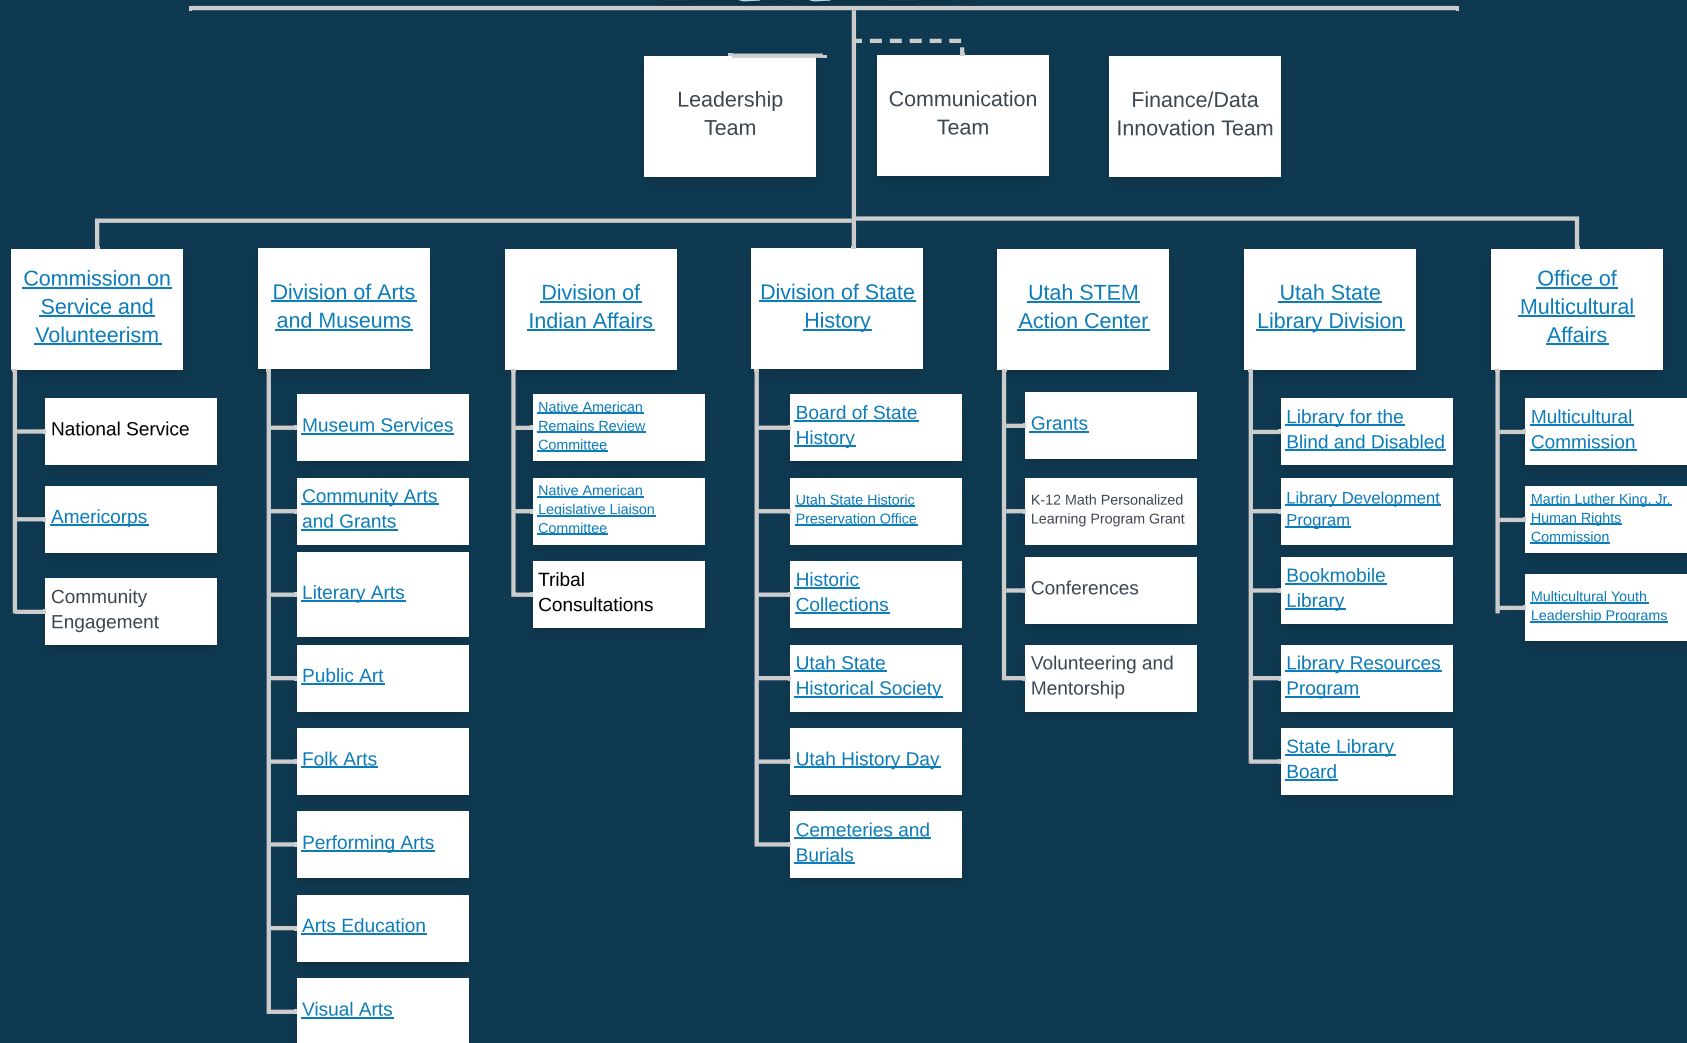 Leadership
Team
Communication
Team
Finance/Data
Innovation Team
Commission on
Service and
Volunteerism
National Service
Americorps
Community
Engagement
Division of Arts
and Museums
Museum Services
Community Arts
and Grants
Literary Arts
Public Art
Folk Arts
Performing Arts
Arts Education
Visual Arts
Division of
Indian Affairs
Native American
Remains Review
Committee
Native American
Legislative Liaison
Committee
Tribal
Consultations
Division of State
History
Board of State
History
Utah State Historic
Preservation Office
Historic
Collections
Utah State
Historical Society
Utah History Day
Cemeteries and
Burials
Utah STEM
Action Center
Grants
K-12 Math Personalized
Learning Program Grant
Conferences
Volunteering and
Mentorship
Utah State
Library Division
Library for the
Blind and Disabled
Library Development
Program
Bookmobile
Library
Library Resources
Program
State Library
Board
Office of
Multicultural
Affairs
Multicultural
Commission
Martin Luther King, Jr.
Human Rights
Commission
Multicultural Youth
Leadership Programs